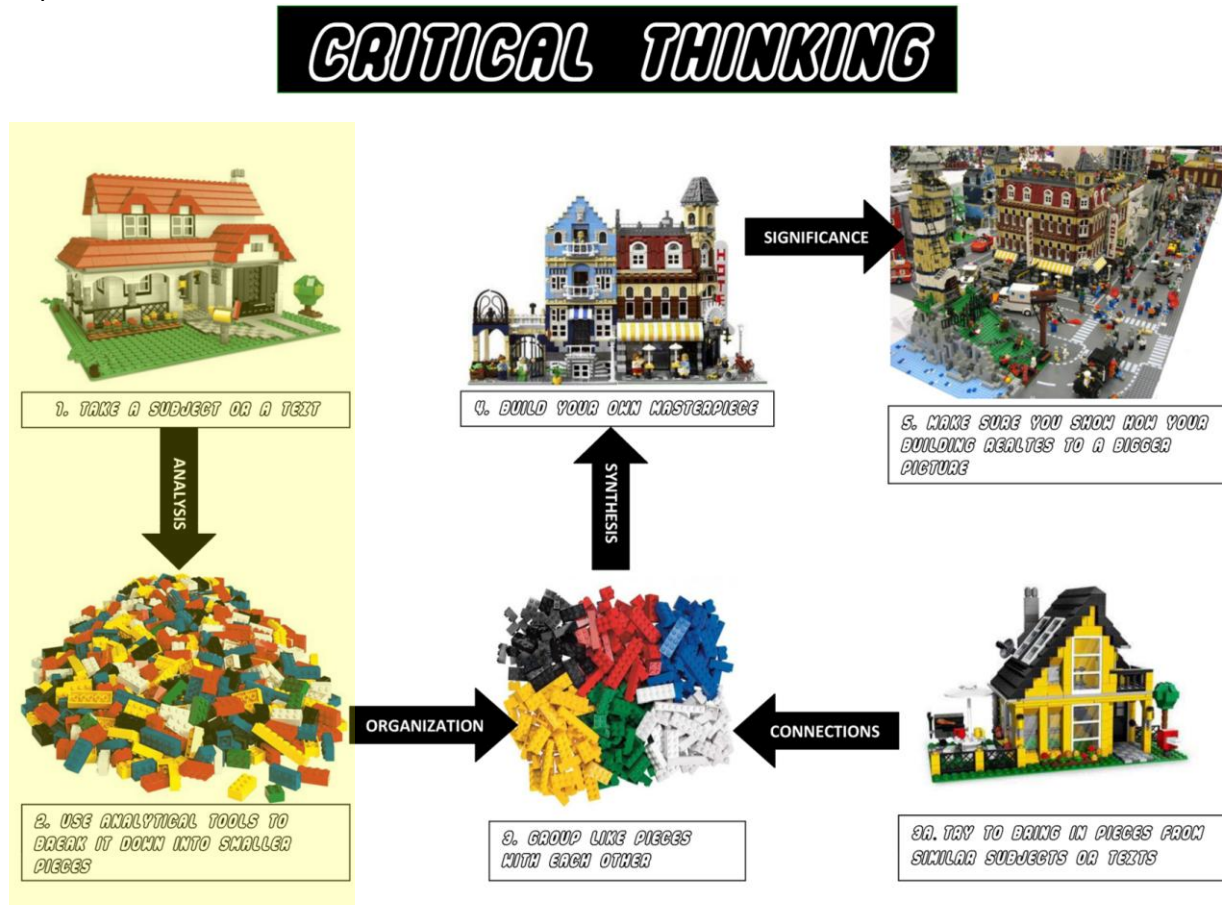 CRITICAL THINKING
1. TAKE A SUBJECT OR A TEXT
ANALYSIS
2. USE ANALYTICAL TOOLS TO
BREAK IT DOWN INTO SMALLER
PIECES
ORGANIZATION
3. GROUP LIKE PIECES
WITH EACH OTHER
CONNECTIONS
3A. TRY TO BRING IN PIECES FROM
SIMILAR SUBJECTS OR TEXTS
SYNTHESIS
4. BUILD YOUR OWN MASTERPIECE
HOTE
SIGNIFICANCE
5. MAKE SURE YOU SHOW HOW YOUR
BUILDING REALTES TO A BIGGER
PICTURE